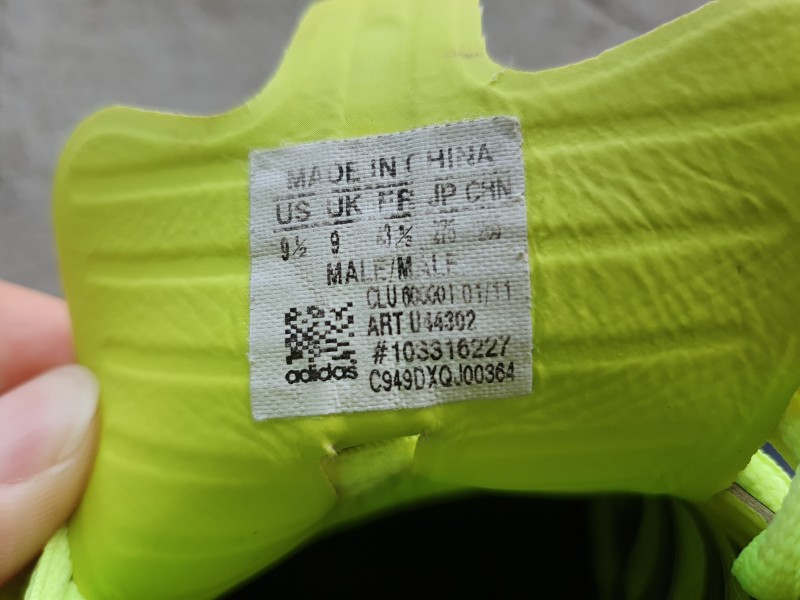 MADE IN CHINA
US UK FR JP CHN
9½ 9 43⅓ 275
MALE/MALE
CLU 600001 01/11
ART U44302
#103316227
adidas
C949DXQJ00364